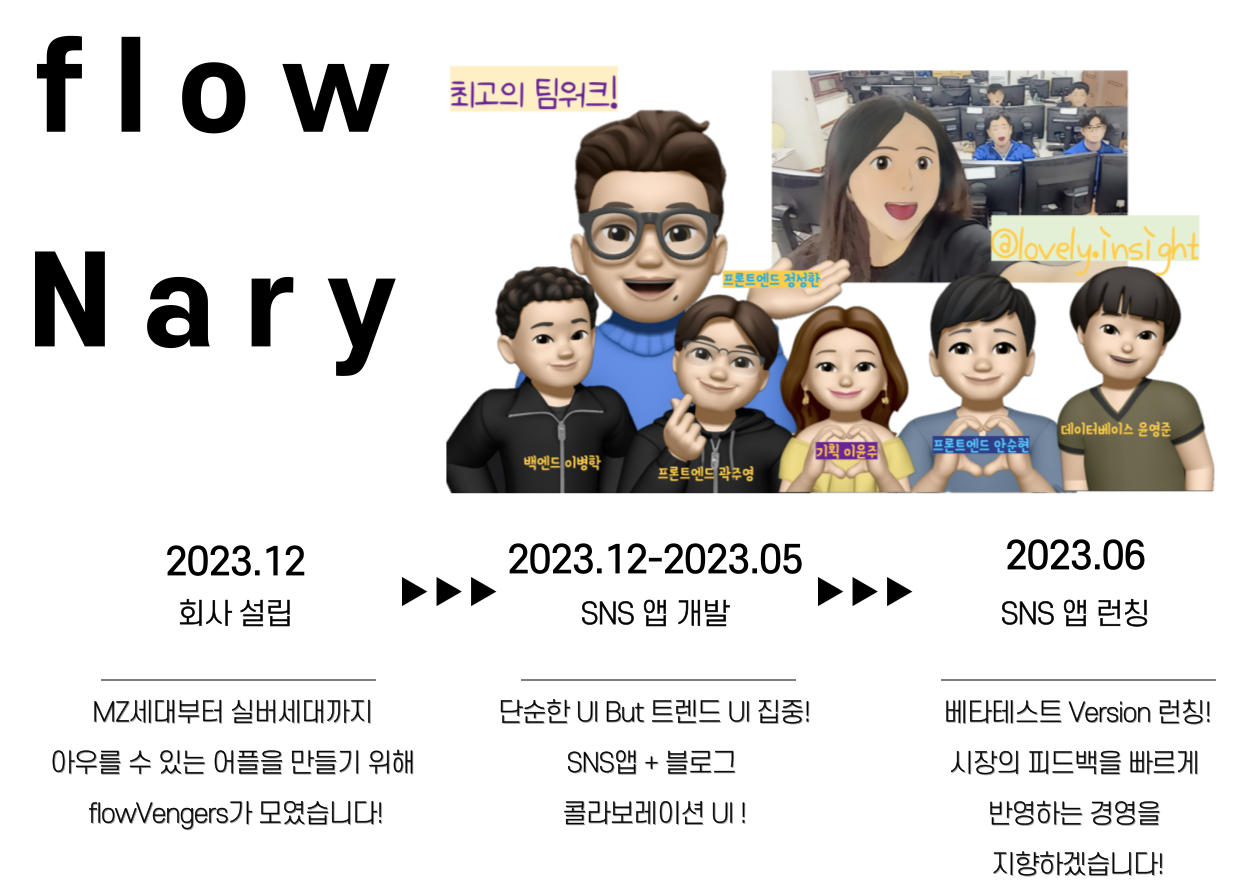 flow
Nary
최고의 팀워크!
@lovely.insight
프론트엔드 정성한
백엔드 이병학
프론트엔드 곽주영
기획 이윤주
프론트엔드 안순현
데이터베이스 윤영준
2023.12
회사 설립
MZ세대부터 실버세대까지
아우를 수 있는 어플을 만들기 위해
flowVengers가 모였습니다!
2023.12-2023.05
SNS 앱 개발
단순한 UI But 트렌드 UI 집중!
SNS앱 + 블로그
콜라보레이션 UI !
2023.06
SNS 앱 런칭
베타테스트 Version 런칭!
시장의 피드백을 빠르게
반영하는 경영을
지향하겠습니다!